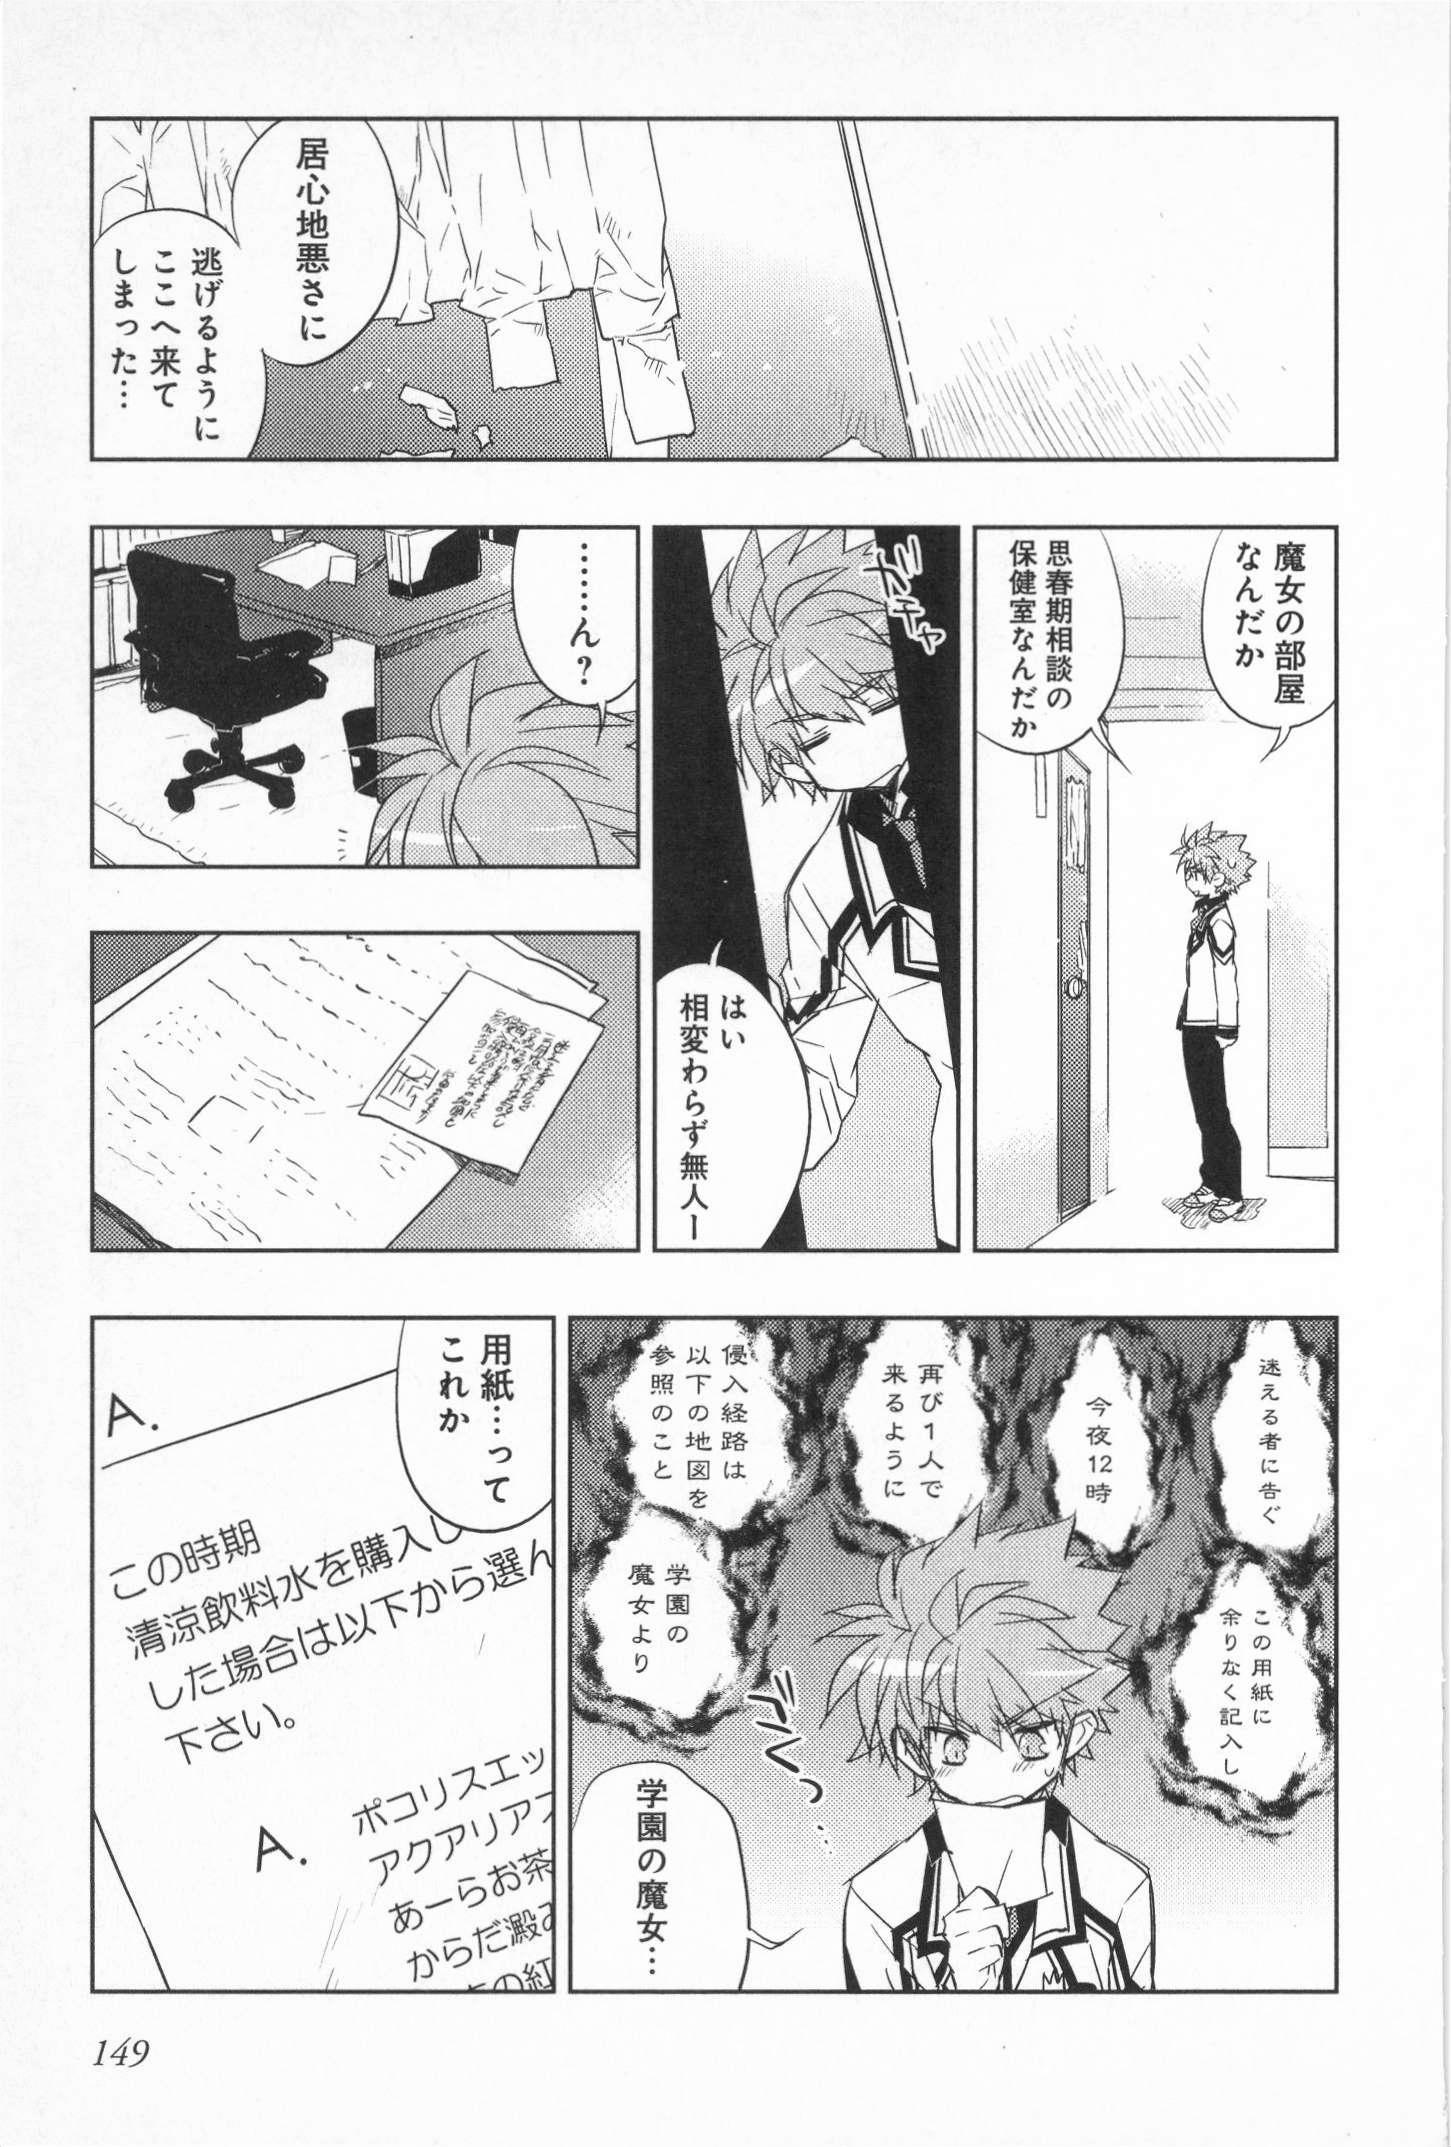 居心地悪さに
逃げるように
ここへ来て
しまった…
魔女の部屋
なんだか
思春期相談の
保健室なんだか
ガチャ
はい
相変わらず無人ー
……ん?
迷える者に告ぐ
今夜12時
再び1人で
来るように
侵入経路は
以下の地図を
参照のこと
この用紙に
余りなく記入し
学園の
魔女より
学園の魔女…
用紙…って
これか
A.
この時期
清涼飲料水を購入し
した場合は以下から選ん
下さい。
A.
ポコリスエッ
アクアリアス
あーらお茶
からだ澱み
の紅
149